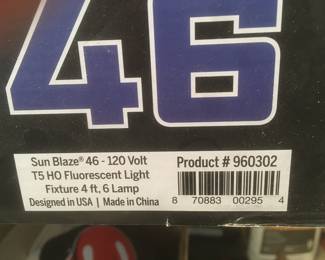 46
Sun Blaze® 46 - 120 Volt
T5 HO Fluorescent Light
Fixture 4 ft, 6 Lamp
Designed in USA | Made in China
Product # 960302
8 70883 00295 4